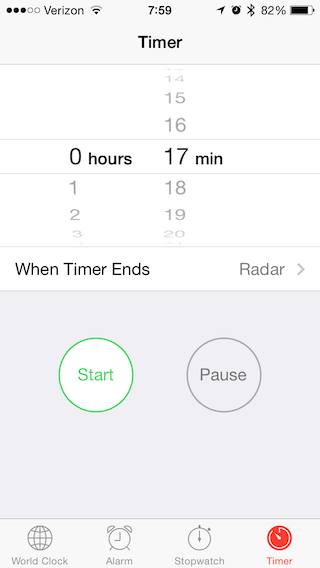 Verizon 7:59 82%
Timer
14
15
16
0 hours 17 min
1 18
2 19
3 20
When Timer Ends Radar
Start Pause
World Clock Alarm Stopwatch Timer